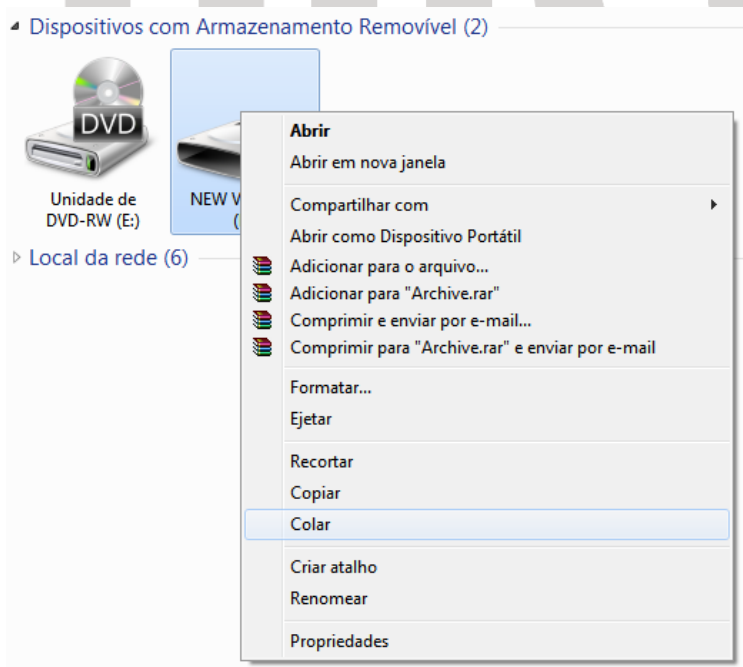 Dispositivos com Armazenamento Removível (2)
DVD
Unidade de
DVD-RW (E:)
NEW V
(
Local da rede (6)
Abrir
Abrir em nova janela
Compartilhar com
Abrir como Dispositivo Portátil
Adicionar para o arquivo...
Adicionar para "Archive.rar"
Comprimir e enviar por e-mail...
Comprimir para "Archive.rar" e enviar por e-mail
Formatar...
Ejetar
Recortar
Copiar
Colar
Criar atalho
Renomear
Propriedades